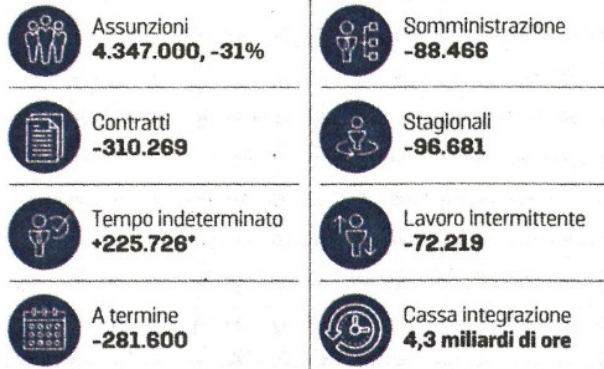 Assunzioni
4.347.000, -31%
Contratti
-310.269
Tempo indeterminato
+225.726*
A termine
-281.600
Somministrazione
-88.466
Stagionali
-96.681
Lavoro intermittente
-72.219
Cassa integrazione
4,3 miliardi di ore